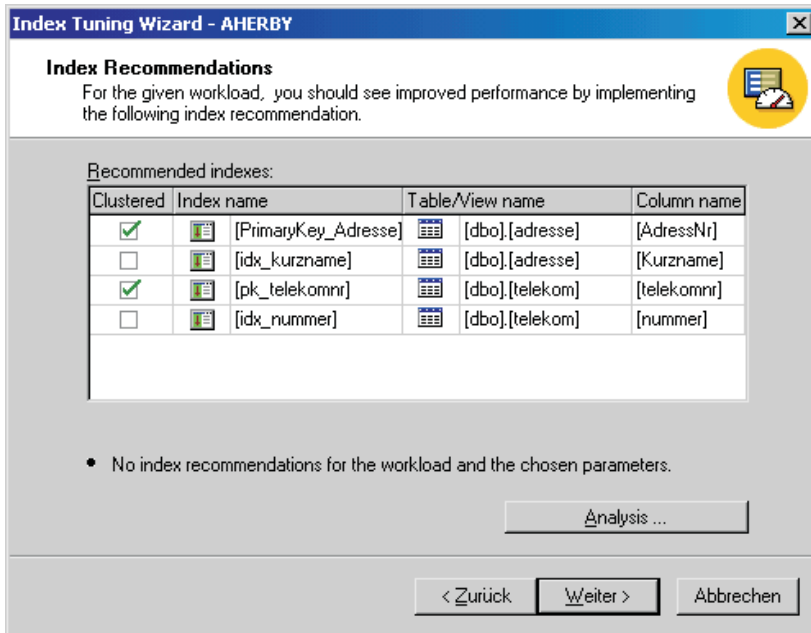 Index Tuning Wizard - AHERBY
Index Recommendations
For the given workload, you should see improved performance by implementing
the following index recommendation.
Recommended indexes:
Clustered Index name Table/View name Column name
[PrimaryKey_Adresse] [dbo].[adresse] [AdressNr]
[idx_kurzname] [dbo].[adresse] [Kurzname]
[pk_telekomnr] [dbo].[telekom] [telekomnr]
[idx_nummer] [dbo].[telekom] [nummer]
• No index recommendations for the workload and the chosen parameters.
Analysis ...
< Zurück Weiter > Abbrechen